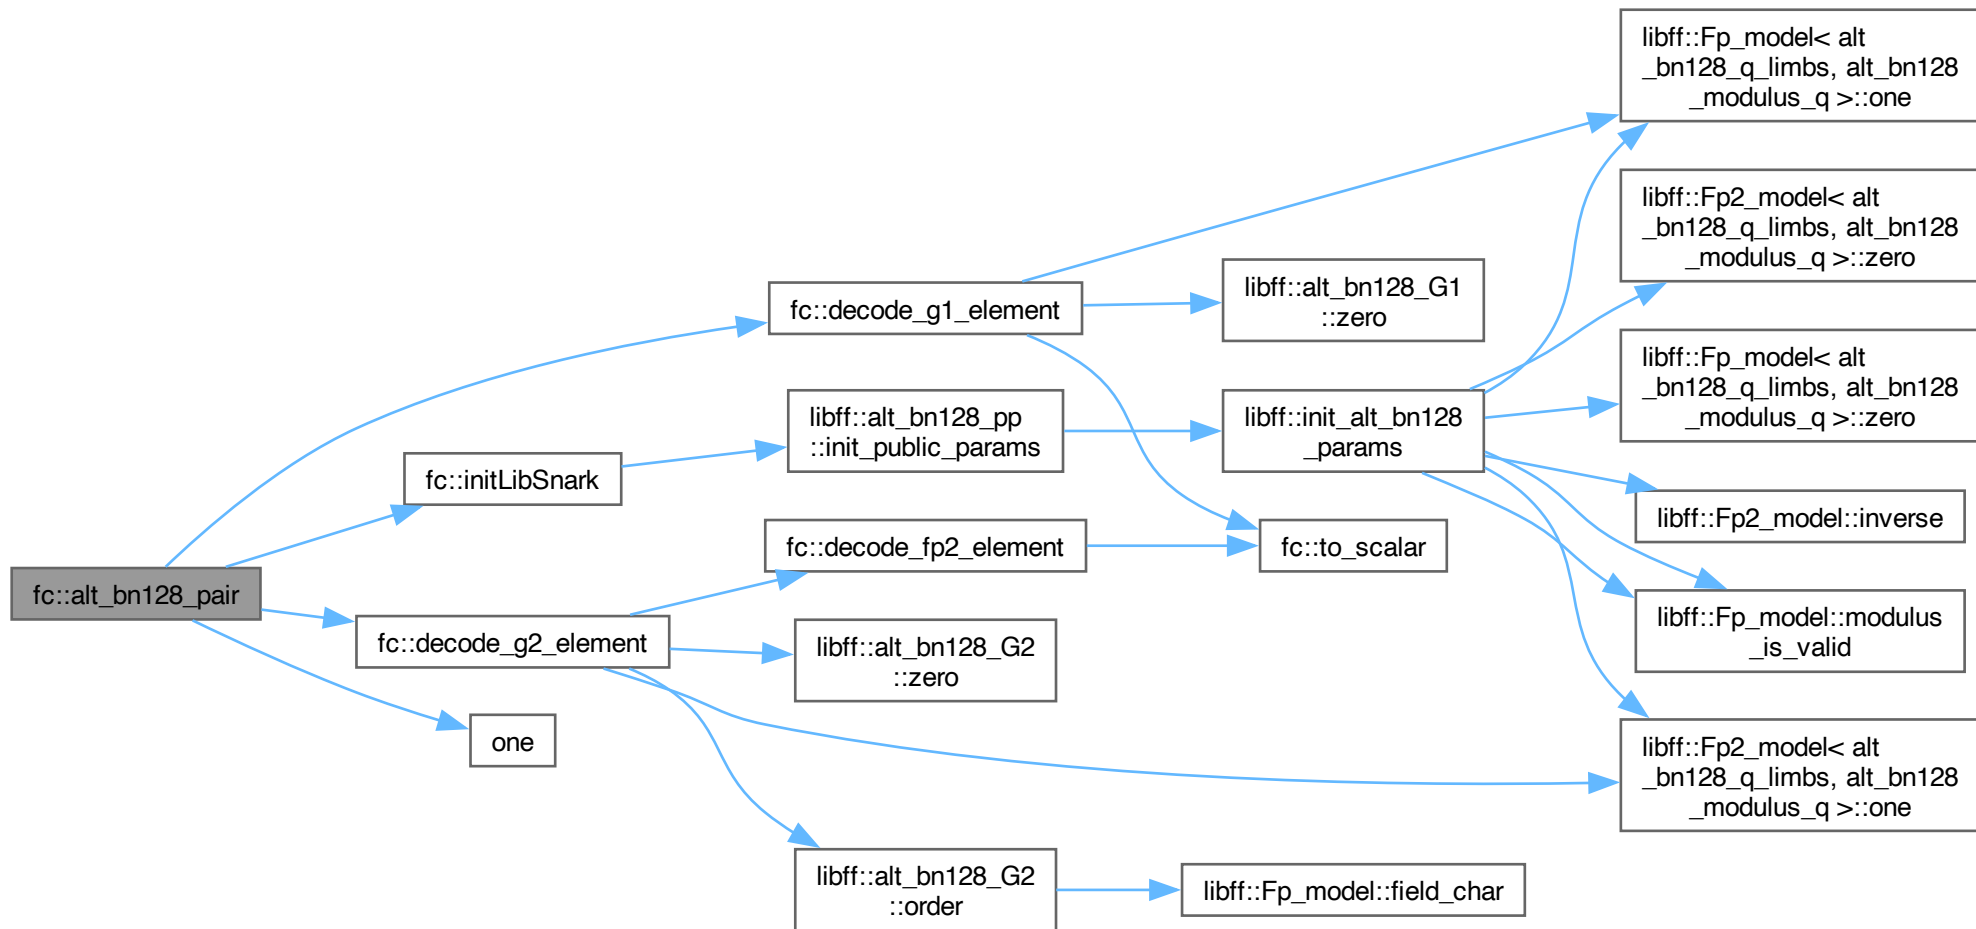 libff::Fp_model< alt
_bn128_q_limbs, alt_bn128
_modulus_q >::one
libff::Fp2_model< alt
_bn128_q_limbs, alt_bn128
_modulus_q >::zero
fc::decode_g1_element
libff::alt_bn128_G1
::zero
libff::Fp_model< alt
_bn128_q_limbs, alt_bn128
_modulus_q >::zero
libff::alt_bn128_pp
::init_public_params
libff::init_alt_bn128
_params
fc::initLibSnark
libff::Fp2_model::inverse
fc::decode_fp2_element
fc::to_scalar
fc::alt_bn128_pair
libff::Fp_model::modulus
_is_valid
fc::decode_g2_element
libff::alt_bn128_G2
::zero
one
libff::Fp2_model< alt
_bn128_q_limbs, alt_bn128
_modulus_q >::one
libff::alt_bn128_G2
::order
libff::Fp_model::field_char